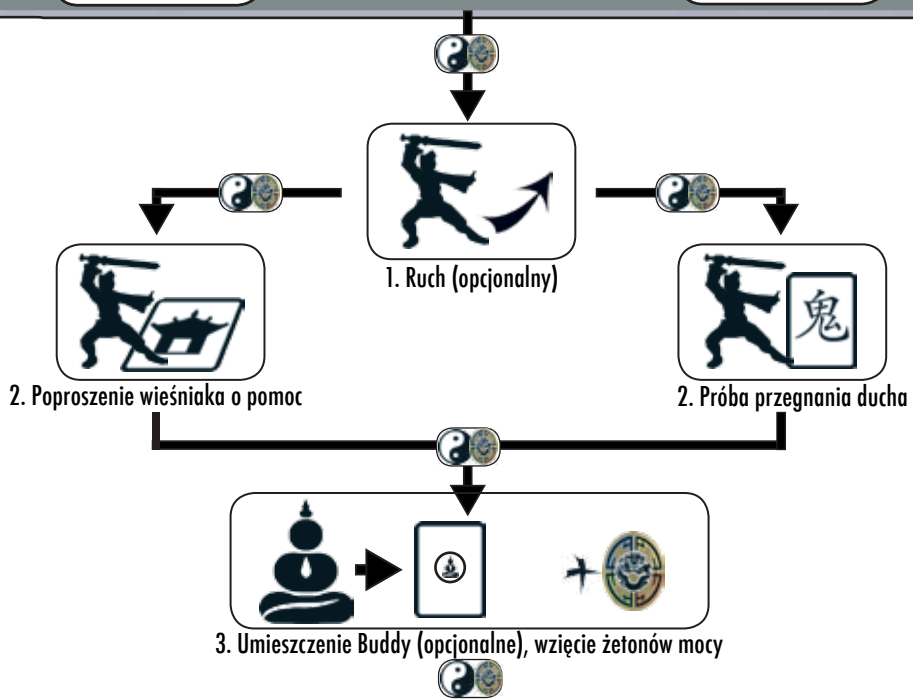 1. Ruch (opcjonalny)
鬼
2. Poproszenie wieśniaka o pomoc
2. Próba przegnania ducha
3. Umieszczenie Buddy (opcjonalne), wzięcie żetonów mocy